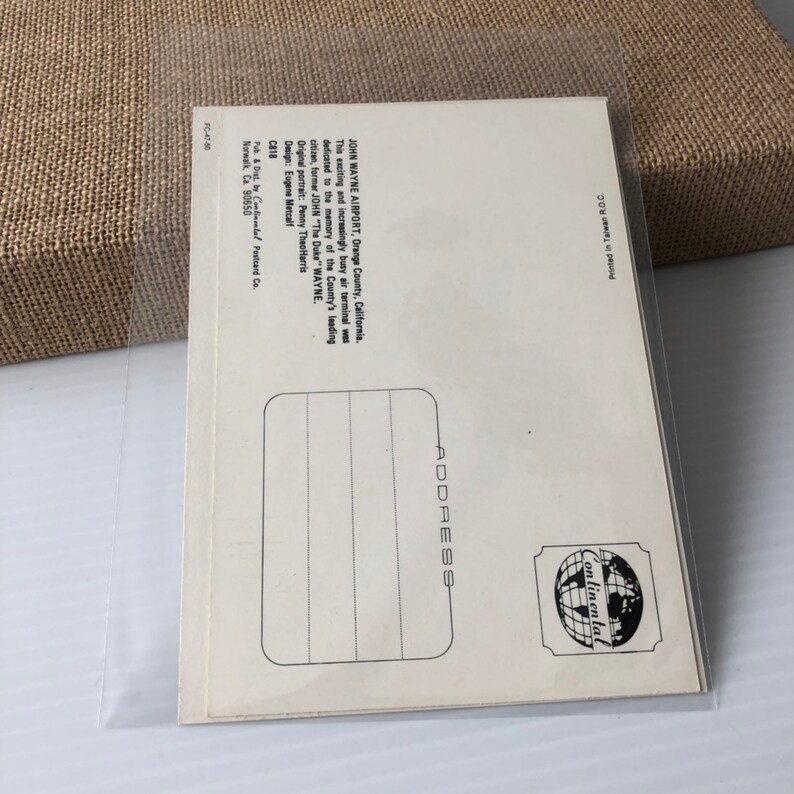 JOHN WAYNE AIRPORT, Orange County, California.
This exciting and increasingly busy air terminal was
dedicated to the memory of the County's leading
citizen, former JOHN "The Duke" WAYNE.
Original portrait: Penny TheoHarris
Design: Eugene Metcalf
C818
Pub. & Dist. by Continental Postcard Co.
Norwalk, Ca. 90650
FC-47-80
Printed in Taiwan R.O.C.
ADDRESS
Continental